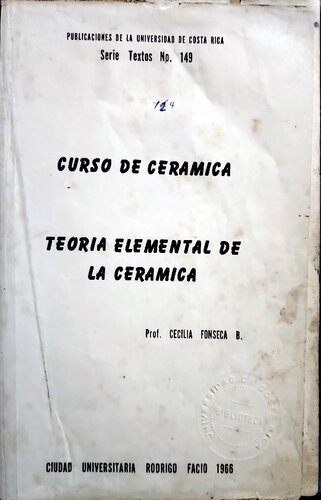 PUBLICACIONES DE LA UNIVERSIDAD DE COSTA RICA
Serie Textos No. 149
CURSO DE CERAMICA
TEORIA ELEMENTAL DE
LA CERAMICA
Prof. CECILIA FONSECA B.
BIBLIOTECA
CIUDAD UNIVERSITARIA RODRIGO FACIO 1966